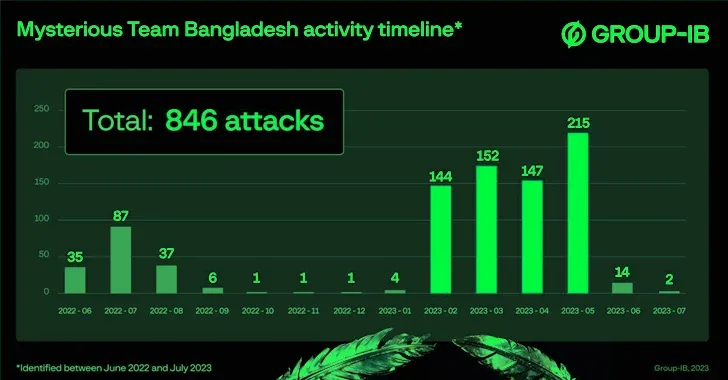 Mysterious Team Bangladesh activity timeline*
GROUP-IB
Total: 846 attacks
250
200
150
100
50
0
35
87
37
6
1
1
1
4
144
152
147
215
14
2
2022 - 06
2022 - 07
2022 - 08
2022 - 09
2022 - 10
2022 - 11
2022 - 12
2023 - 01
2023 - 02
2023 - 03
2023 - 04
2023 - 05
2023 - 06
2023 - 07
*Identified between June 2022 and July 2023
Group-IB, 2023